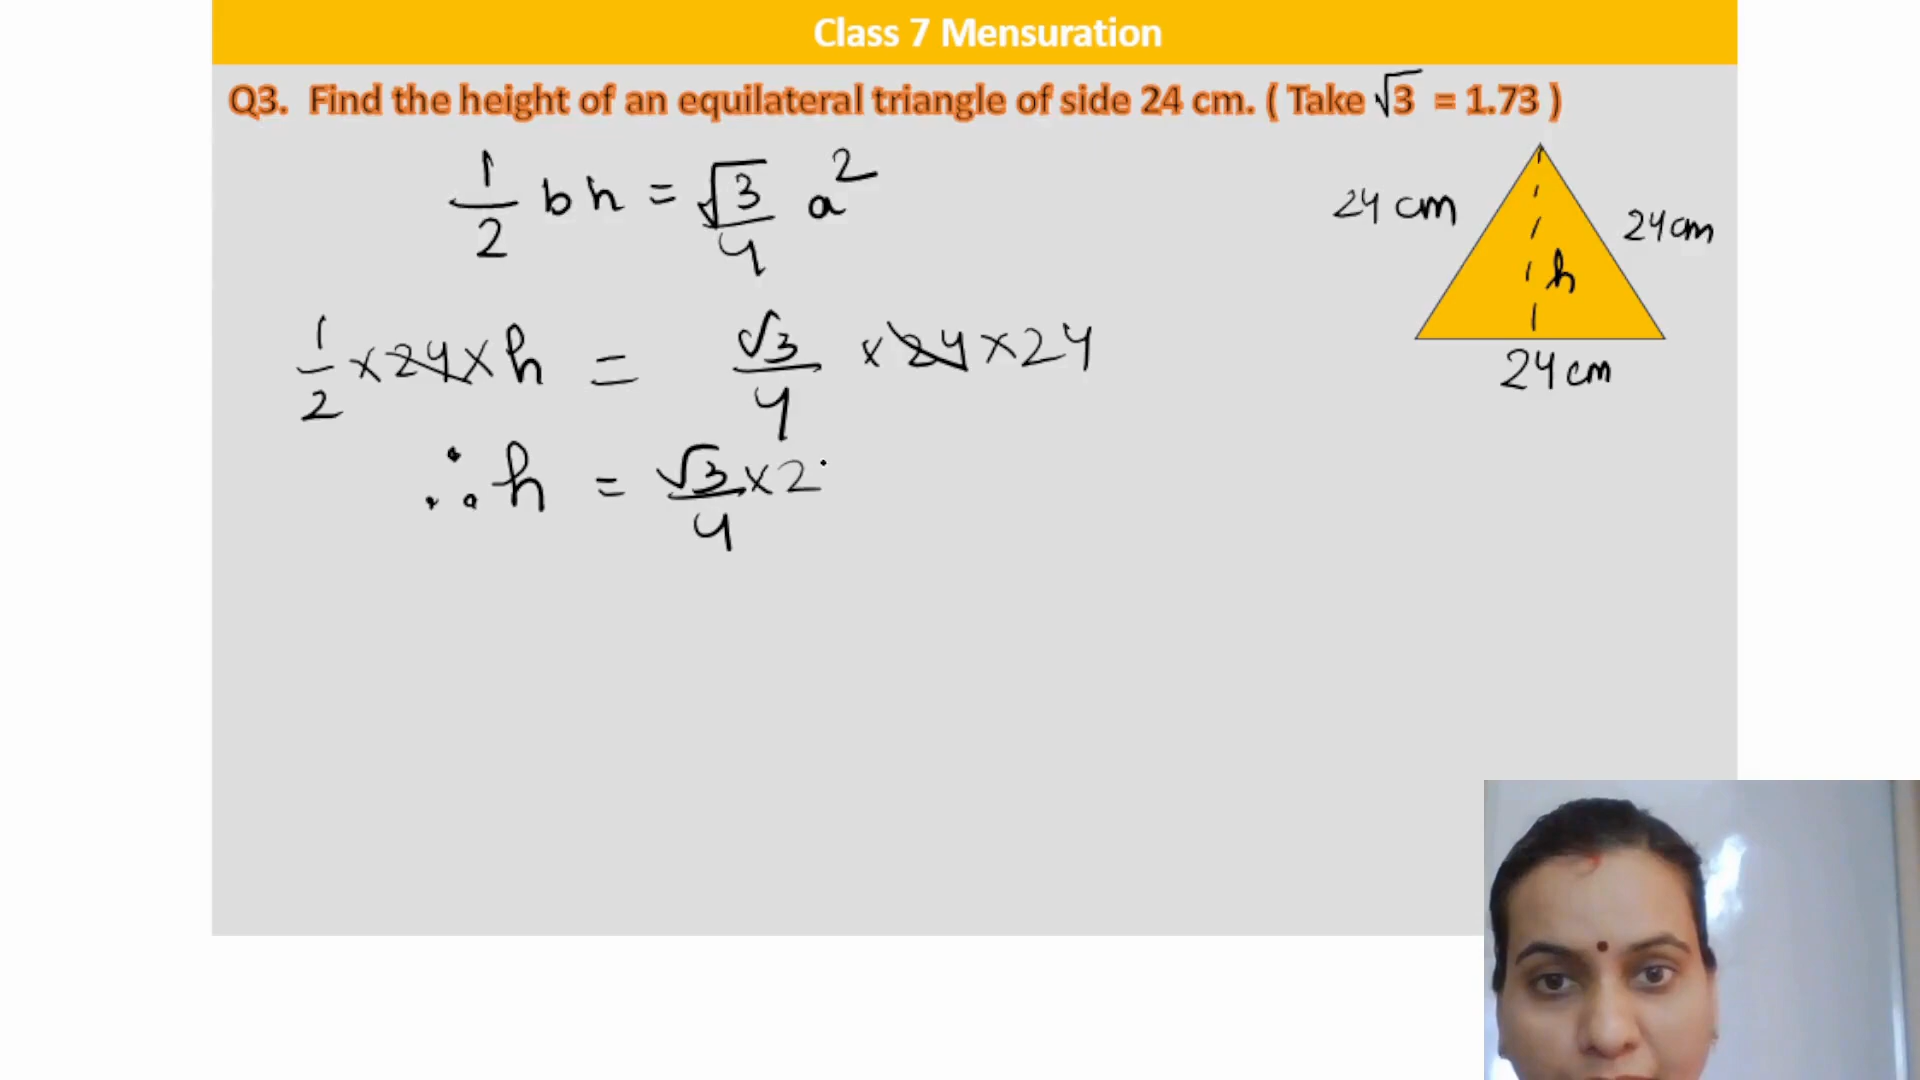 Class 7 Mensuration
Q3. Find the height of an equilateral triangle of side 24 cm. ( Take √3 = 1.73 )
1/2 b h = √3/4 a²
24 cm
24 cm
h
24 cm
1/2 × 24 × h = √3/4 × 24 × 24
∴ h = √3/4 × 2